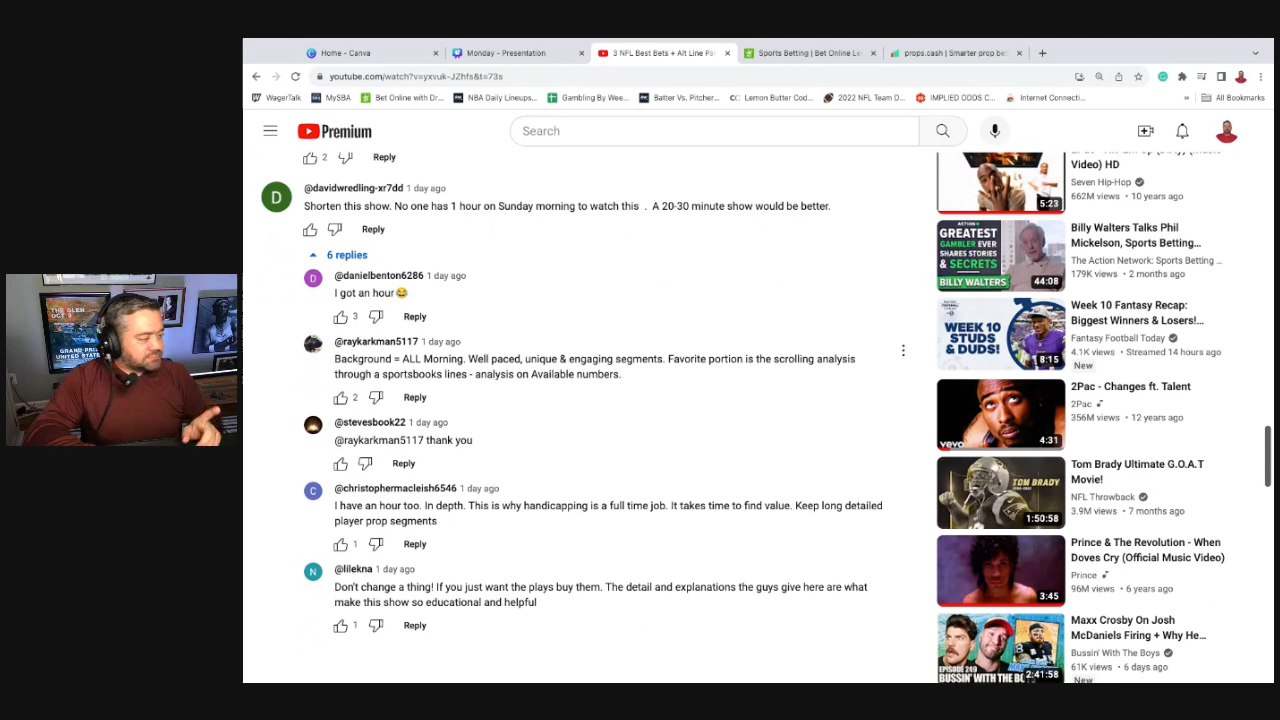 Home - Canva
Monday - Presentation
3 NFL Best Bets + Alt Line Pa
Sports Betting | Bet Online Le
props.cash | Smarter prop be
youtube.com/watch?v=yxvuk-JZhfs&t=73s
WagerTalk
MySBA
Bet Online with Dr...
NBA Daily Lineups...
Gambling By Wee...
Batter Vs. Pitcher...
Lemon Butter Cod...
2022 NFL Team D...
IMPLIED ODDS C...
Internet Connecti...
»
All Bookmarks
Premium
Search
2 Reply
@davidwredling-xr7dd 1 day ago
D
Shorten this show. No one has 1 hour on Sunday morning to watch this . A 20-30 minute show would be better.
Reply
6 replies
D
@danielbenton6286 1 day ago
I got an hour😂
3 Reply
@raykarkman5117 1 day ago
Background = ALL Morning. Well paced, unique & engaging segments. Favorite portion is the scrolling analysis
through a sportsbooks lines - analysis on Available numbers.
2 Reply
@stevesbook22 1 day ago
@raykarkman5117 thank you
Reply
C
@christophermacleish6546 1 day ago
I have an hour too. In depth. This is why handicapping is a full time job. It takes time to find value. Keep long detailed
player prop segments
1 Reply
N
@lilekna 1 day ago
Don't change a thing! If you just want the plays buy them. The detail and explanations the guys give here are what
make this show so educational and helpful
1 Reply
Video) HD
Seven Hip-Hop
662M views • 10 years ago
5:23
GREATEST
GAMBLER EVER
SHARES STORIES
& SECRETS
BILLY WALTERS
44:08
Billy Walters Talks Phil
Mickelson, Sports Betting...
The Action Network: Sports Betting ...
179K views • 2 months ago
WEEK 10
STUDS
& DUDS!
8:15
Week 10 Fantasy Recap:
Biggest Winners & Losers!...
Fantasy Football Today
4.1K views • Streamed 14 hours ago
New
vevo
4:31
2Pac - Changes ft. Talent
2Pac
356M views • 12 years ago
TOM BRADY
1:50:58
Tom Brady Ultimate G.O.A.T
Movie!
NFL Throwback
3.9M views • 7 months ago
3:45
Prince & The Revolution - When
Doves Cry (Official Music Video)
Prince
96M views • 6 years ago
EPISODE 249
BUSSIN' WITH THE BO
2:41:58
Maxx Crosby On Josh
McDaniels Firing + Why He...
Bussin' With The Boys
61K views • 6 days ago
New
THE GLEN
OCT 3
GRAND PRIX
UNITED STATE